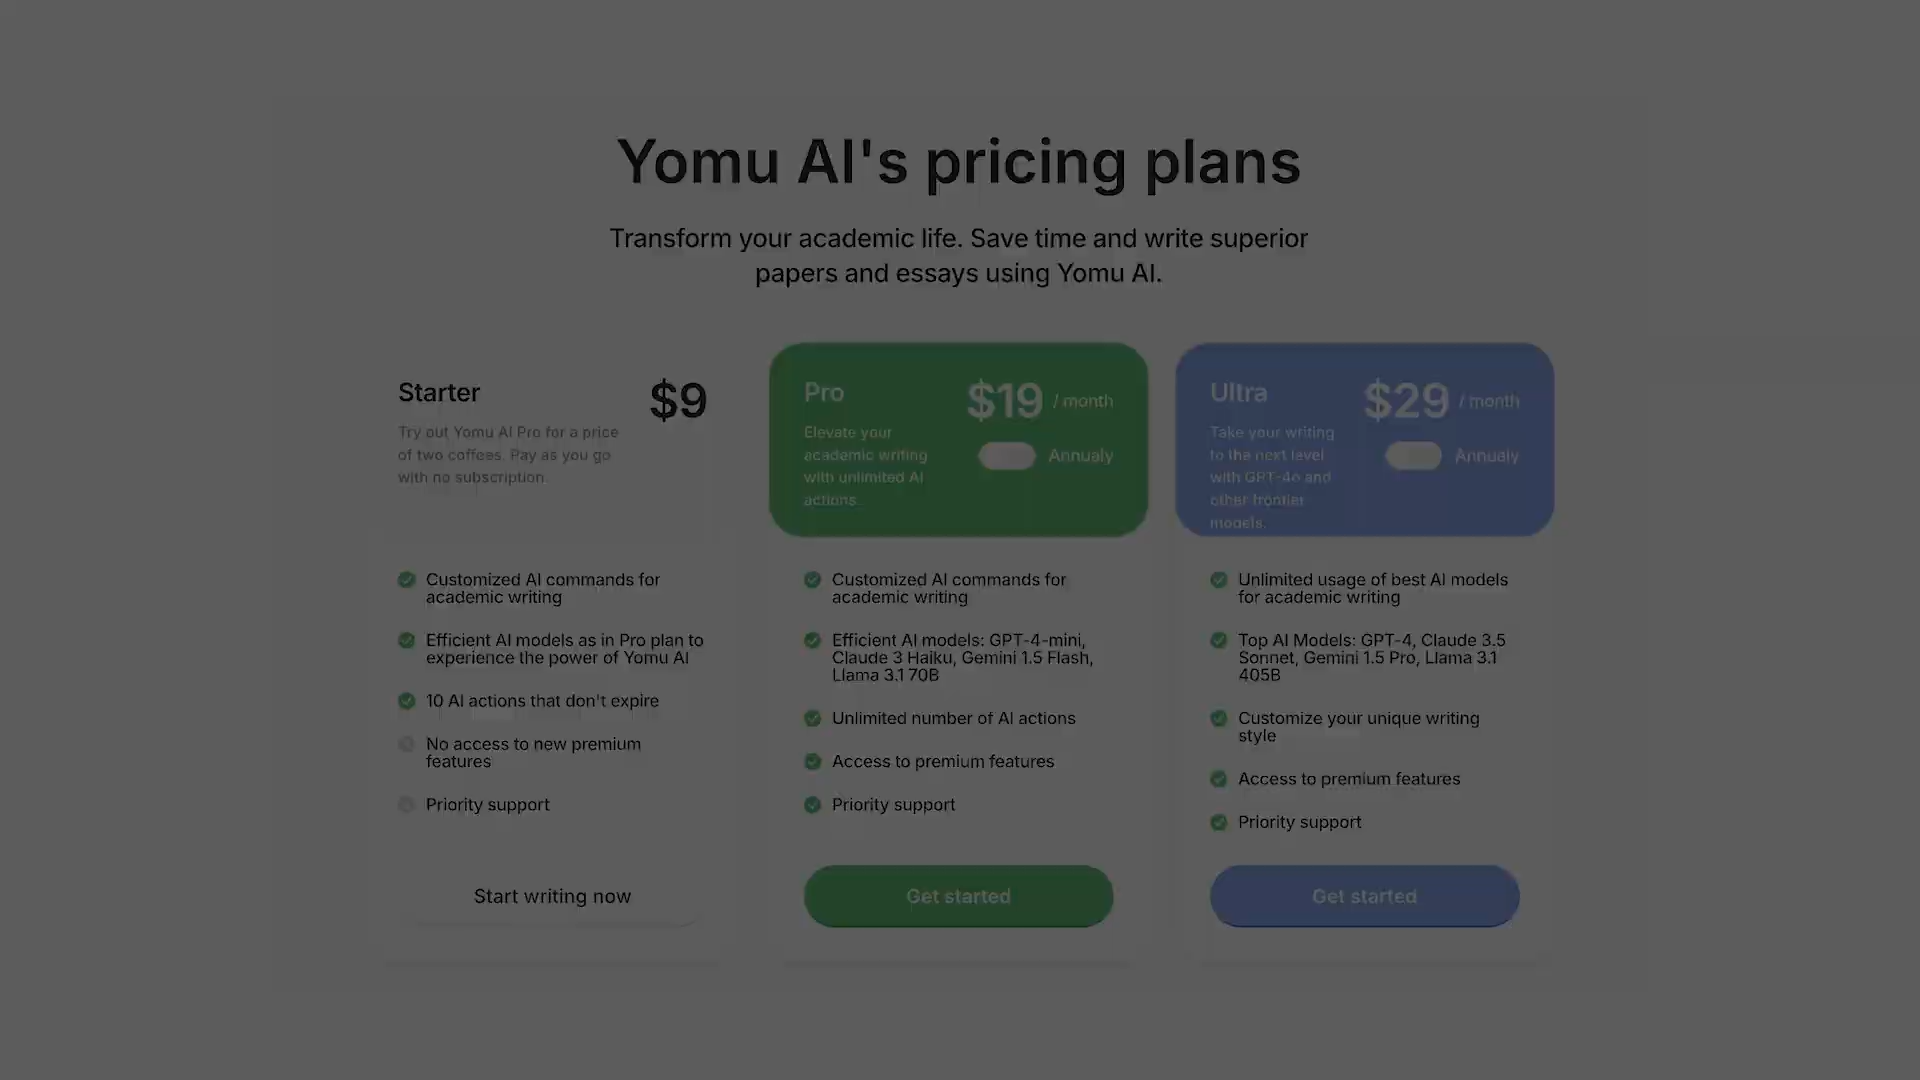 Yomu AI's pricing plans
Transform your academic life. Save time and write superior
papers and essays using Yomu AI.
Starter
$9
Try out Yomu AI Pro for a price
of two coffees. Pay as you go
with no subscription.
Customized AI commands for
academic writing
Efficient AI models as in Pro plan to
experience the power of Yomu AI
10 AI actions that don't expire
No access to new premium
features
Priority support
Start writing now
Pro
$19 / month
Annualy
Elevate your
academic writing
with unlimited AI
actions.
Customized AI commands for
academic writing
Efficient AI models: GPT-4-mini,
Claude 3 Haiku, Gemini 1.5 Flash,
Llama 3.1 70B
Unlimited number of AI actions
Access to premium features
Priority support
Get started
Ultra
$29 / month
Annualy
Take your writing
to the next level
with GPT-4o and
other frontier
models.
Unlimited usage of best AI models
for academic writing
Top AI Models: GPT-4, Claude 3.5
Sonnet, Gemini 1.5 Pro, Llama 3.1
405B
Customize your unique writing
style
Access to premium features
Priority support
Get started